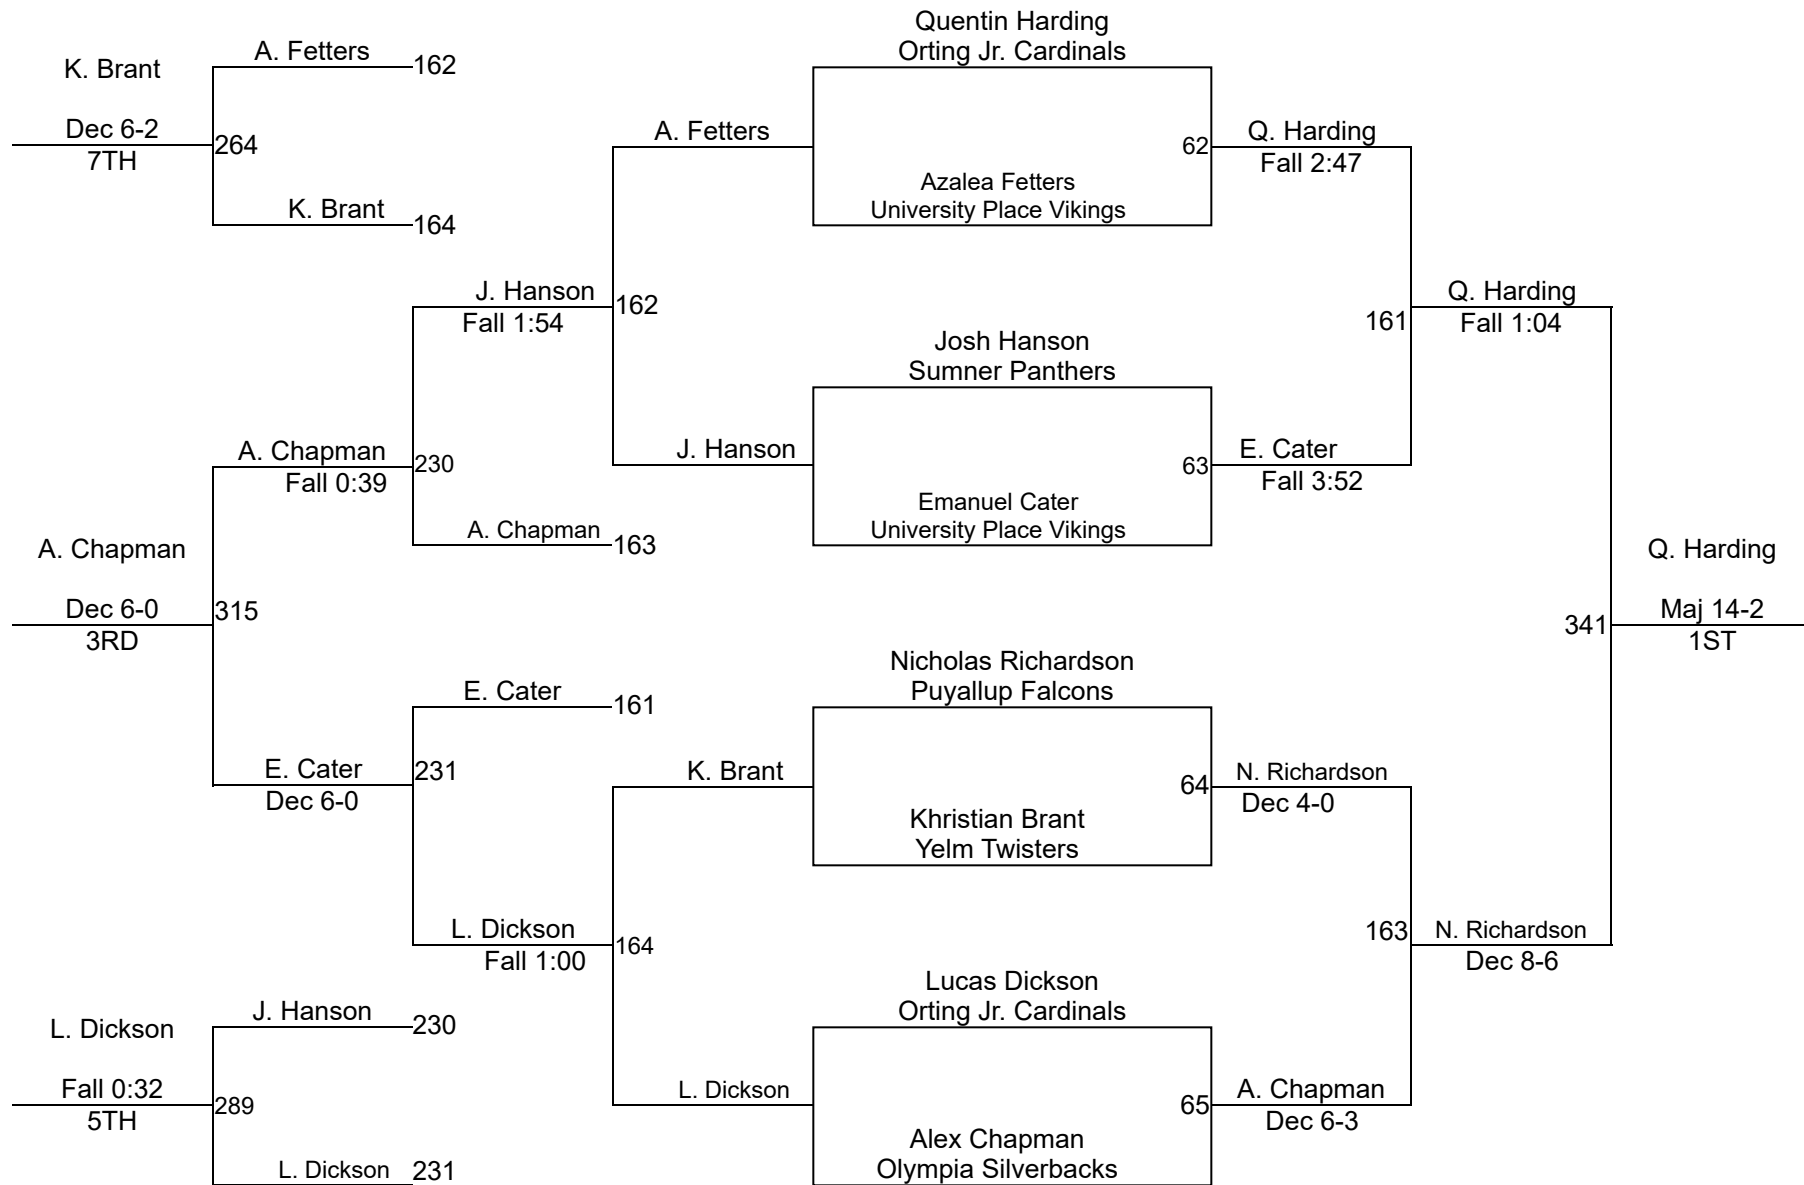 Quentin Harding
Orting Jr. Cardinals
K. Brant
A. Fetters
162
Dec 6-2
7TH
264
A. Fetters
62
Q. Harding
Fall 2:47
Azalea Fetters
University Place Vikings
K. Brant
164
J. Hanson
Fall 1:54
162
161
Q. Harding
Fall 1:04
Josh Hanson
Sumner Panthers
A. Chapman
Fall 0:39
230
J. Hanson
63
E. Cater
Fall 3:52
Emanuel Cater
University Place Vikings
A. Chapman
163
A. Chapman
Dec 6-0
3RD
315
Q. Harding
341
Maj 14-2
1ST
Nicholas Richardson
Puyallup Falcons
E. Cater
161
E. Cater
Dec 6-0
231
K. Brant
64
N. Richardson
Dec 4-0
Khristian Brant
Yelm Twisters
L. Dickson
Fall 1:00
164
163
N. Richardson
Dec 8-6
Lucas Dickson
Orting Jr. Cardinals
L. Dickson
J. Hanson
230
Fall 0:32
5TH
289
L. Dickson
65
A. Chapman
Dec 6-3
Alex Chapman
Olympia Silverbacks
L. Dickson
231